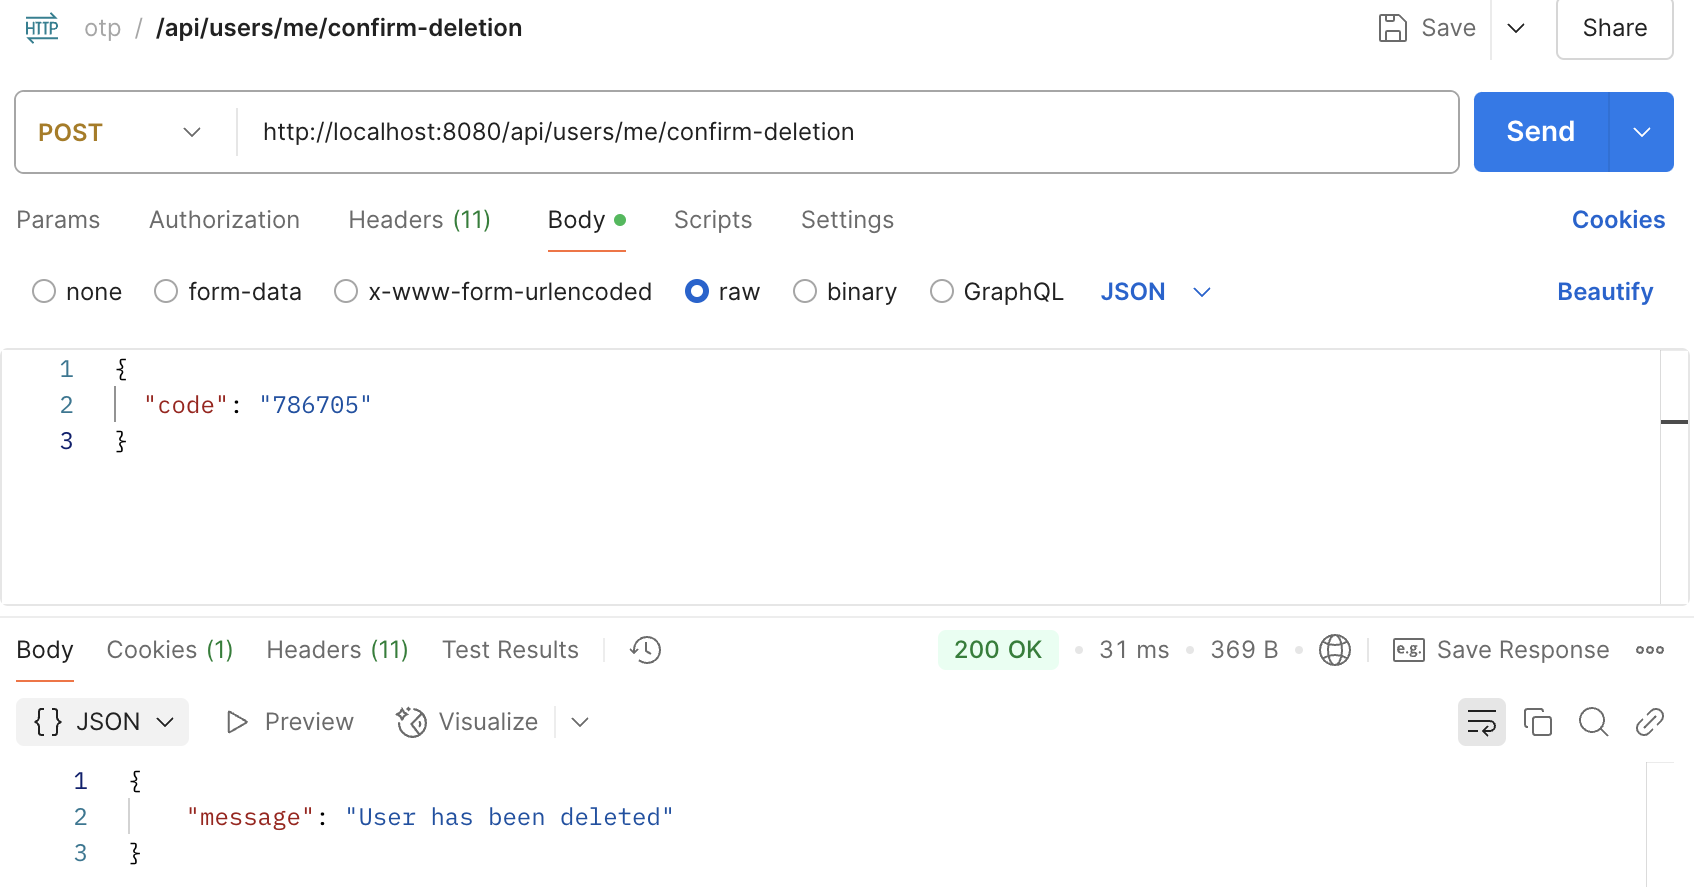 HTTP otp / /api/users/me/confirm-deletion Save Share
POST http://localhost:8080/api/users/me/confirm-deletion Send
Params Authorization Headers (11) Body Scripts Settings Cookies
none form-data x-www-form-urlencoded raw binary GraphQL JSON Beautify
1 {
2 "code": "786705"
3 }
Body Cookies (1) Headers (11) Test Results 200 OK • 31 ms • 369 B • e.g. Save Response
{} JSON Preview Visualize
1 {
2 "message": "User has been deleted"
3 }